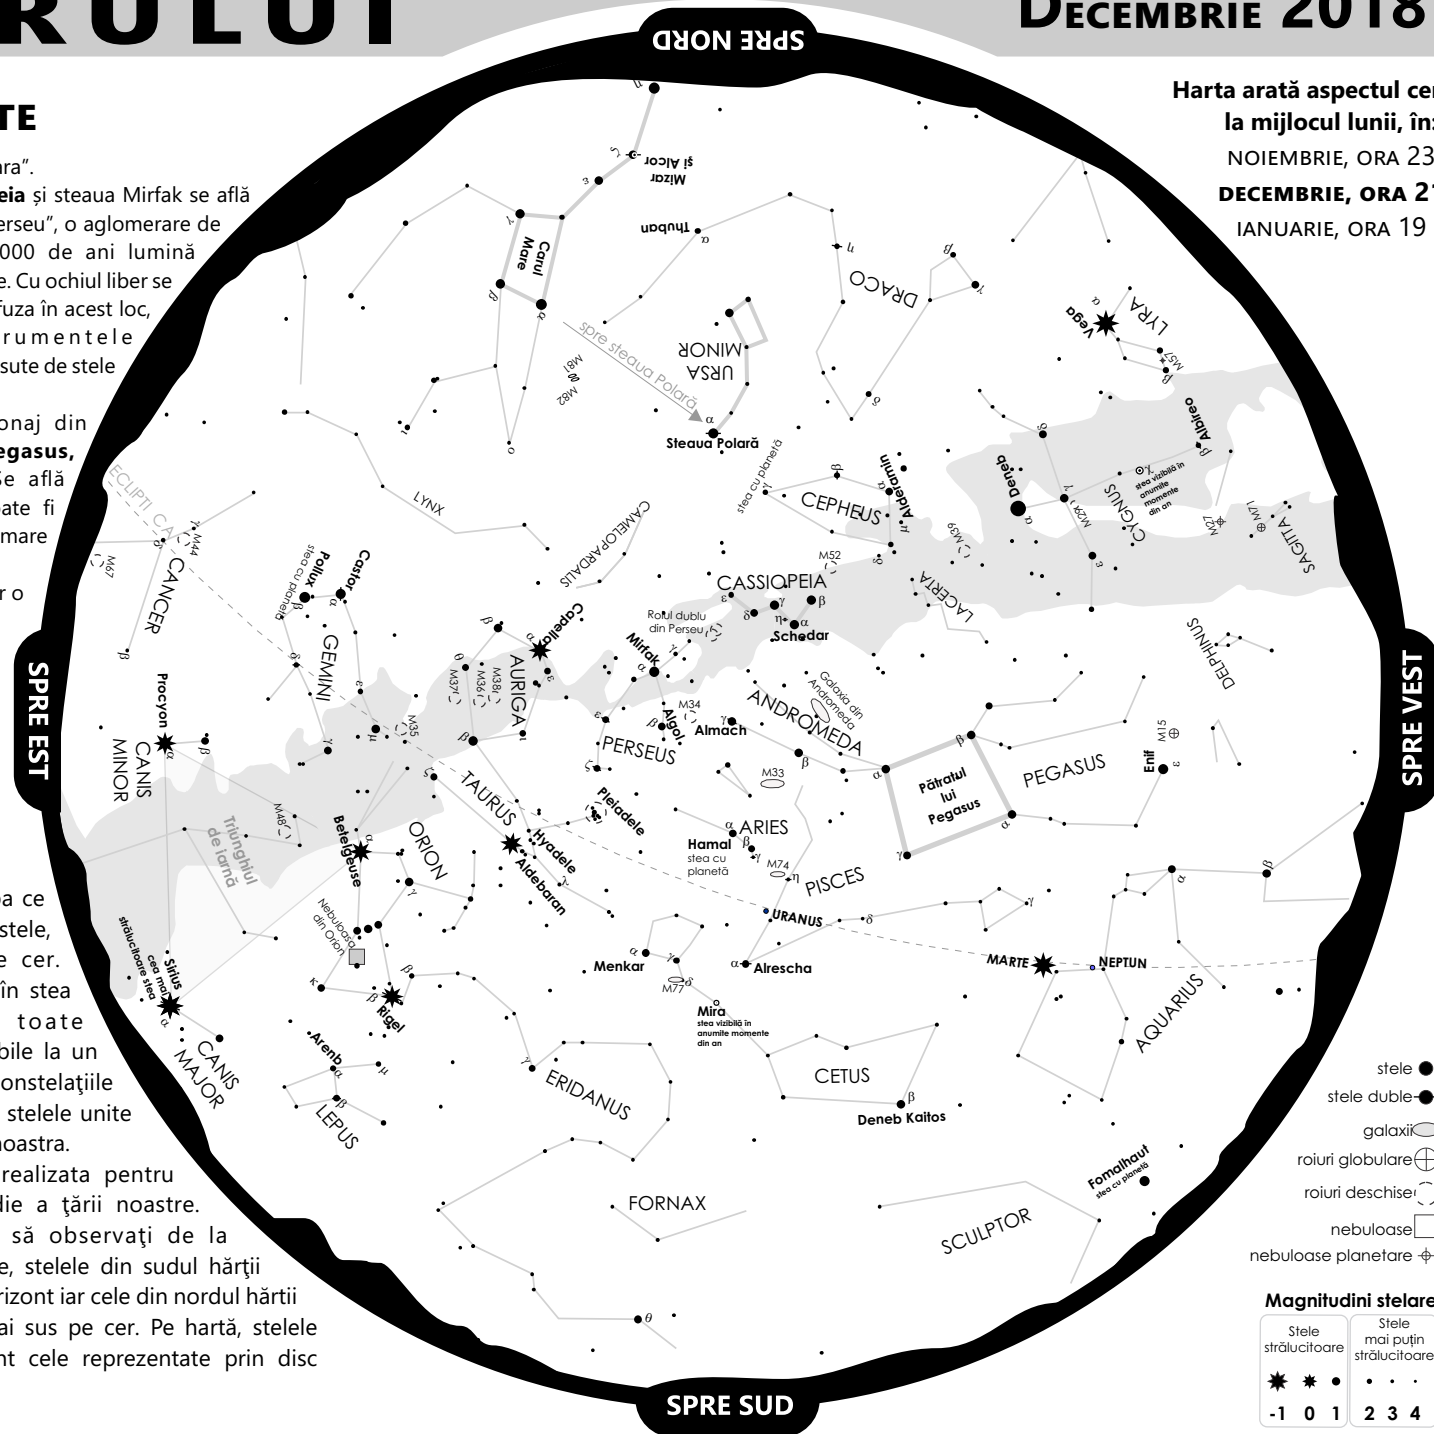 RULUI
DECEMBRIE 2018
SPRE NORD
TE
ara”.
eia și steaua Mirfak se află
erseu”, o aglomerare de
000 de ani lumină
e. Cu ochiul liber se
fuza în acest loc,
rumentele
sute de stele
onaj din
egasus,
Se află
ate fi
mare
r o
pa ce
stele,
e cer.
în stea
toate
bile la un
onstelațiile
stelele unite
noastra.
realizata pentru
die a țării noastre.
să observați de la
e, stelele din sudul hărții
rizont iar cele din nordul hărtii
ai sus pe cer. Pe hartă, stelele
nt cele reprezentate prin disc
Harta arată aspectul cer
la mijlocul lunii, în:
NOIEMBRIE, ORA 23
DECEMBRIE, ORA 21
IANUARIE, ORA 19
η
ζ
Mizar
și Alcor
ε
γ
Carul
Mare
β
α
Thuban
α
η
DRACO
β
γ
α
Vega
LYRA
M57
β
spre steaua Polară
M81
M82
URSA
MINOR
α
Steaua Polară
δ
ι
ο
ECLIPTICA
LYNX
CAMELOPARDALIS
stea cu planetă
γ
β
CEPHEUS
α
Alderamin
μ
δ
Deneb
α
δ
γ
M29
CYGNUS
χ
stea vizibilă în
anumite
momente
din an
Albireo
β
ε
M39
M27
M71
SAGITTA
γ
M44
δ
M67
CANCER
β
Pollux
stea cu planetă
β
Castor
α
GEMINI
δ
ε
μ
γ
M35
β
α
Capella
θ
M37
M36
M38
AURIGA
ε
ι
β
ζ
Roiul dublu
din Perseu
CASSIOPEIA
M52
ε
δ
γ
β
η
α
Schedar
LACERTA
DELPHINUS
Mirfak
α
γ
M34
Algol
β
ε
PERSEUS
ζ
Almach
γ
ANDROMEDA
Galaxia din
Andromeda
β
α
β
Pătratul
lui
Pegasus
PEGASUS
γ
α
M15
Enif
ε
SPRE EST
SPRE VEST
Procyon
α
β
CANIS
MINOR
M48
Triunghiul
de iarnă
Betelgeuse
α
ORION
γ
TAURUS
Hyadele
Aldebaran
λ
Pleiadele
M33
α
ARIES
Hamal
stea cu
planetă
β
γ
M74
η
PISCES
URANUS
δ
γ
α
β
strălucitoare stea
cea mai
Sirius
α
CANIS
MAJOR
Nebuloasa
din Orion
κ
β
Rigel
β
Arenb
α
μ
β
LEPUS
Menkar
α
γ
δ
M77
Mira
stea vizibilă în
anumite momente
din an
α
Alrescha
MARTE
NEPTUN
AQUARIUS
γ
ERIDANUS
CETUS
β
Deneb Kaitos
Fomalhaut
stea cu planetă
FORNAX
SCULPTOR
θ
SPRE SUD
stele
stele duble
galaxii
roiuri globulare
roiuri deschise
nebuloase
nebuloase planetare
Magnitudini stelare
Stele
strălucitoare
Stele
mai puțin
strălucitoare
-1 0 1 2 3 4